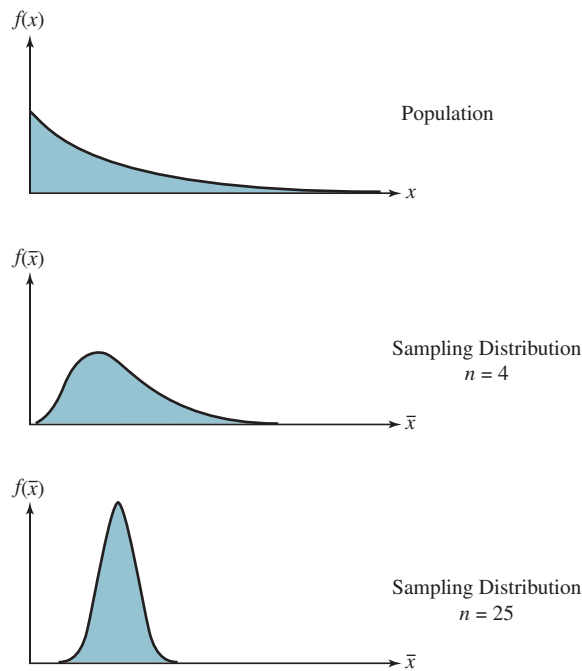 f(x)
Population
x
f(x̄)
Sampling Distribution
n = 4
x̄
f(x̄)
Sampling Distribution
n = 25
x̄